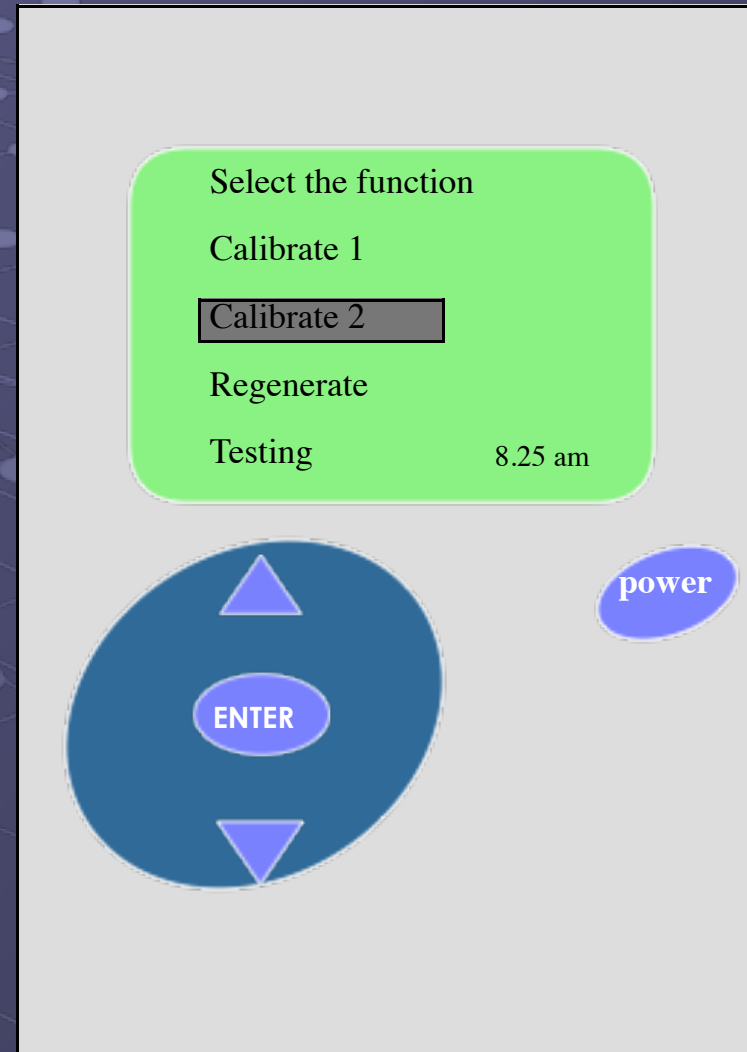 Select the function
Calibrate 1
Calibrate 2
Regenerate
Testing 8.25 am
power
ENTER